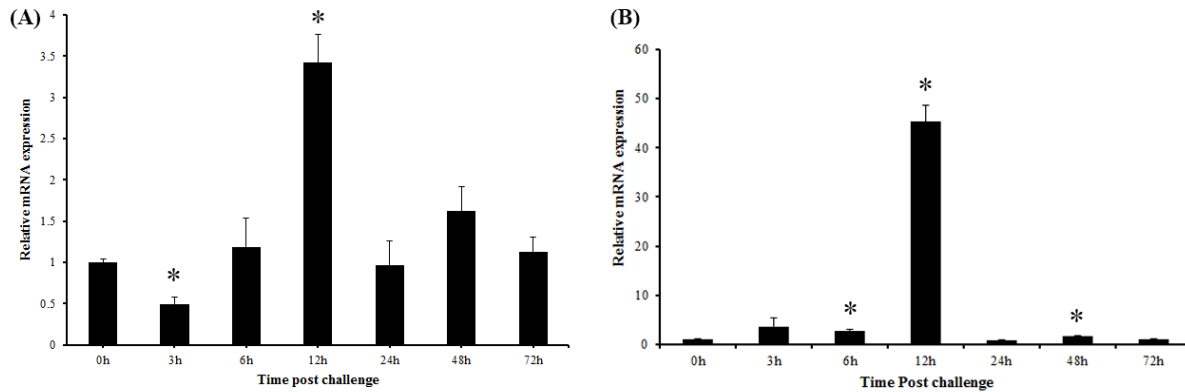 (A)
Relative mRNA expression
4
3.5
3
2.5
2
1.5
1
0.5
0
*
*
0h 3h 6h 12h 24h 48h 72h
Time post challenge
(B)
Relative mRNA expression
60
50
40
30
20
10
0
*
*
*
0h 3h 6h 12h 24h 48h 72h
Time Post challenge